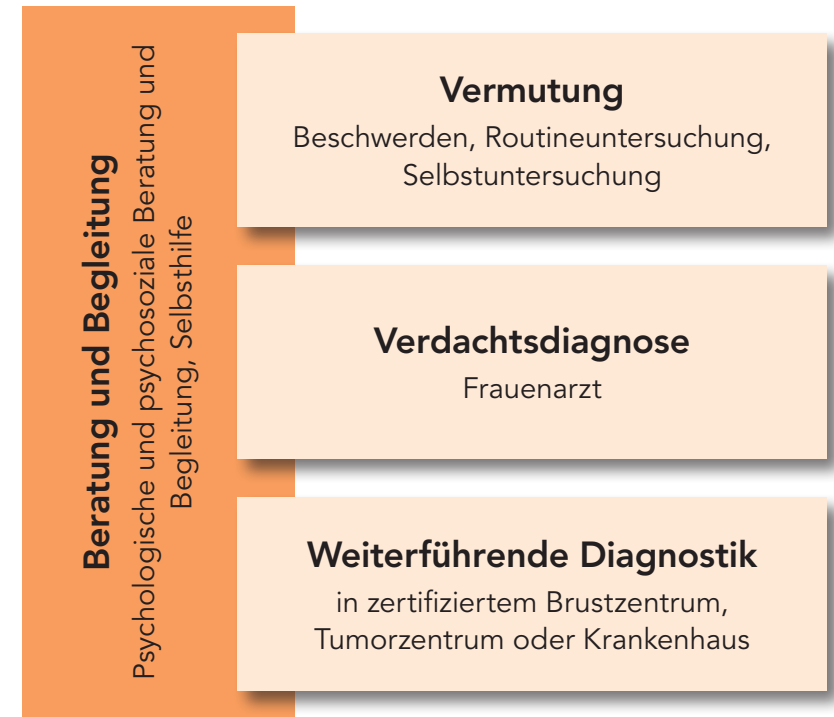 Beratung und Begleitung
Psychologische und psychosoziale Beratung und
Begleitung, Selbsthilfe
Vermutung
Beschwerden, Routineuntersuchung,
Selbstuntersuchung
Verdachtsdiagnose
Frauenarzt
Weiterführende Diagnostik
in zertifiziertem Brustzentrum,
Tumorzentrum oder Krankenhaus